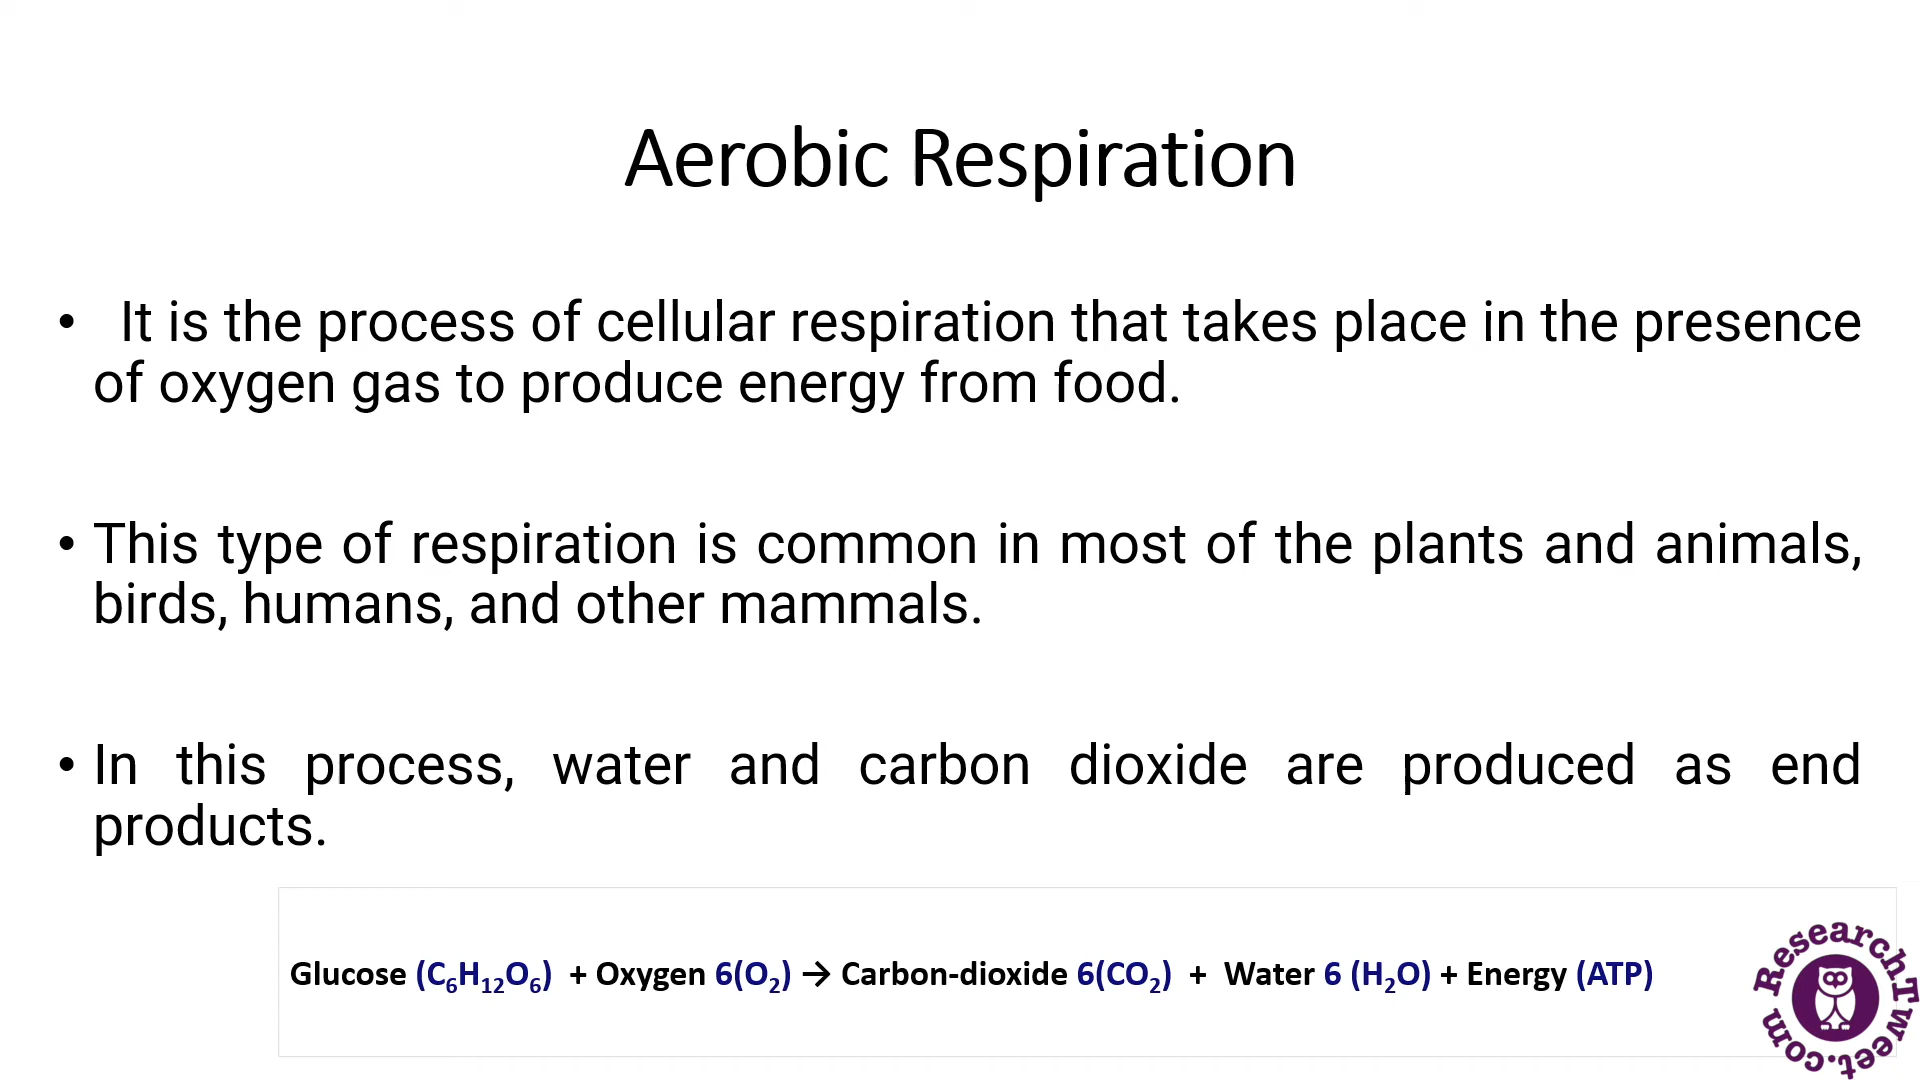 Aerobic Respiration
• It is the process of cellular respiration that takes place in the presence
of oxygen gas to produce energy from food.
• This type of respiration is common in most of the plants and animals,
birds, humans, and other mammals.
• In this process, water and carbon dioxide are produced as end
products.
Glucose (C₆H₁₂O₆) + Oxygen 6(O₂) → Carbon-dioxide 6(CO₂) + Water 6 (H₂O) + Energy (ATP)
ResearchTweet.com